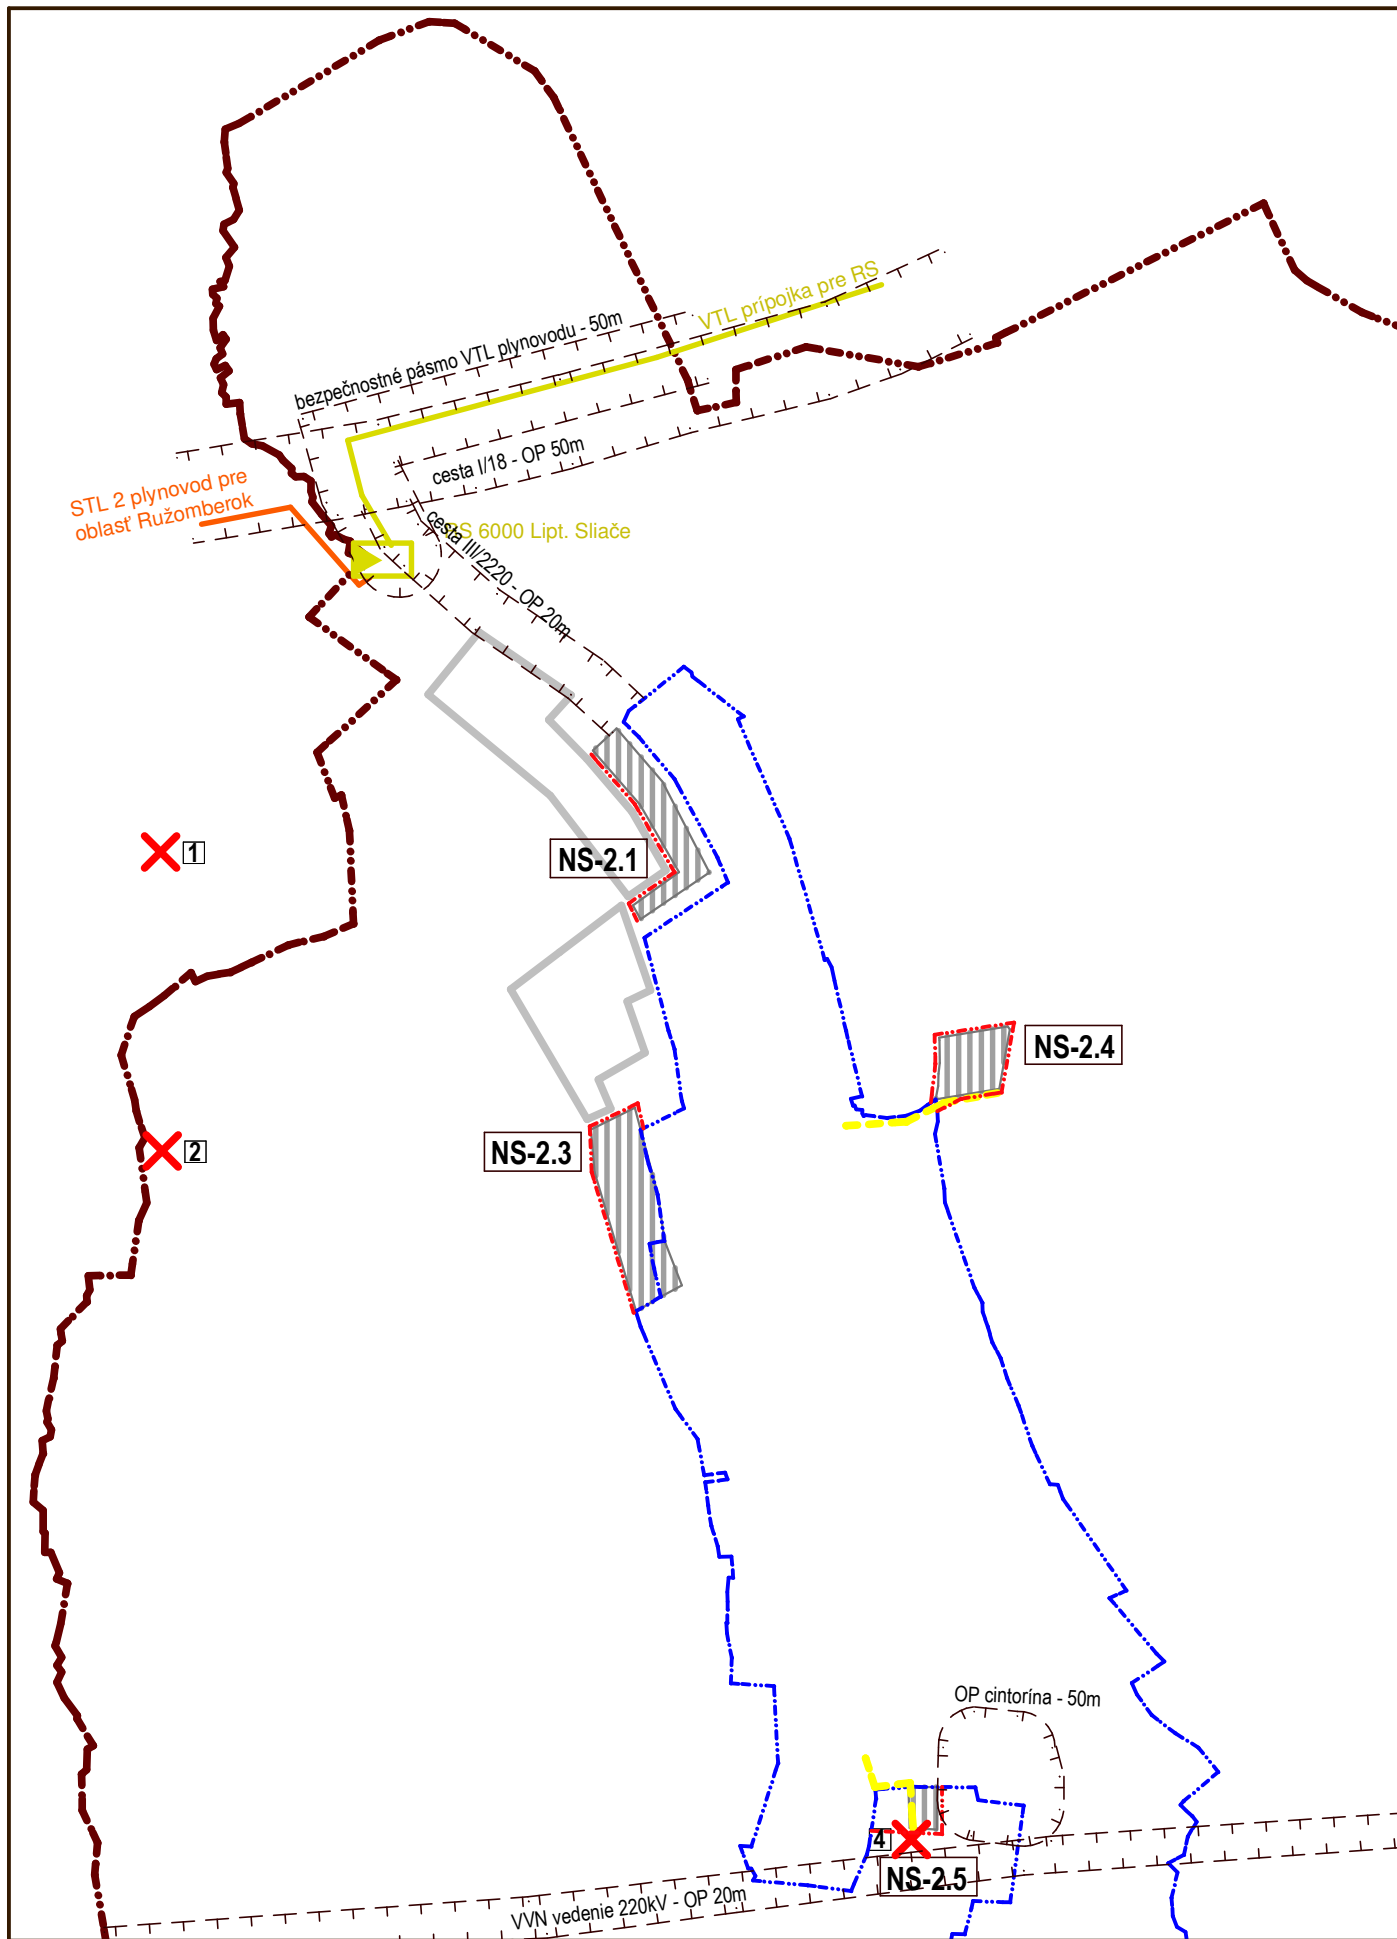 VTL prípojka pre RS
bezpečnostné pásmo VTL plynovodu - 50m
cesta I/18 - OP 50m
STL 2 plynovod pre
oblasť Ružomberok
RS 6000 Lipt. Sliače
cesta III/2220 - OP 20m
NS-2.1
1
NS-2.4
NS-2.3
2
OP cintorína - 50m
4
NS-2.5
VVN vedenie 220kV - OP 20m